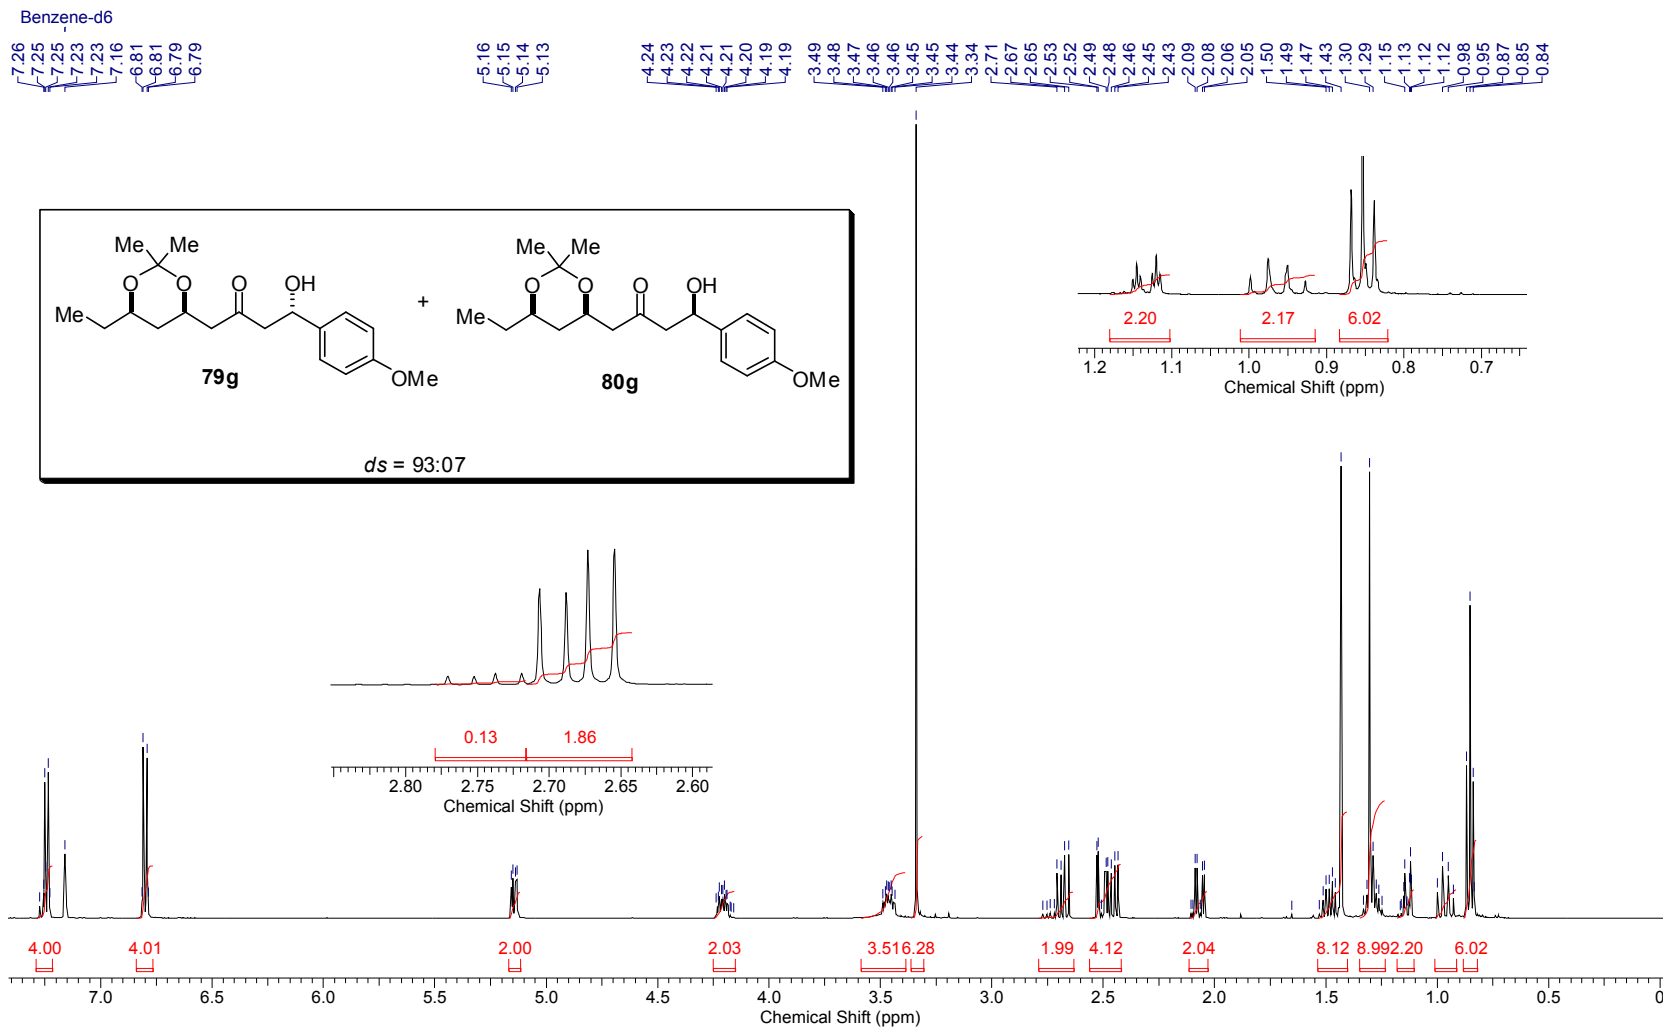 Benzene-d6
7.26 7.25 7.25 7.23 7.23 7.16 6.81 6.81 6.79 6.79 5.16 5.15 5.14 5.13 4.24 4.23 4.22 4.21 4.21 4.20 4.19 4.19 3.49 3.48 3.47 3.46 3.46 3.45 3.45 3.44 3.34 2.71 2.67 2.65 2.53 2.52 2.49 2.48 2.46 2.45 2.43 2.09 2.08 2.06 2.05 1.50 1.49 1.47 1.43 1.30 1.29 1.15 1.13 1.12 1.12 0.98 0.95 0.87 0.85 0.84
Me Me
O O O OH
Me
OMe
79g
+
Me Me
O O O OH
Me
OMe
80g
ds = 93:07
2.20 2.17 6.02
1.2 1.1 1.0 0.9 0.8 0.7
Chemical Shift (ppm)
0.13 1.86
2.80 2.75 2.70 2.65 2.60
Chemical Shift (ppm)
4.00 4.01 2.00 2.03 3.51 6.28 1.99 4.12 2.04 8.12 8.99 2.20 6.02
7.0 6.5 6.0 5.5 5.0 4.5 4.0 3.5 3.0 2.5 2.0 1.5 1.0 0.5 0
Chemical Shift (ppm)